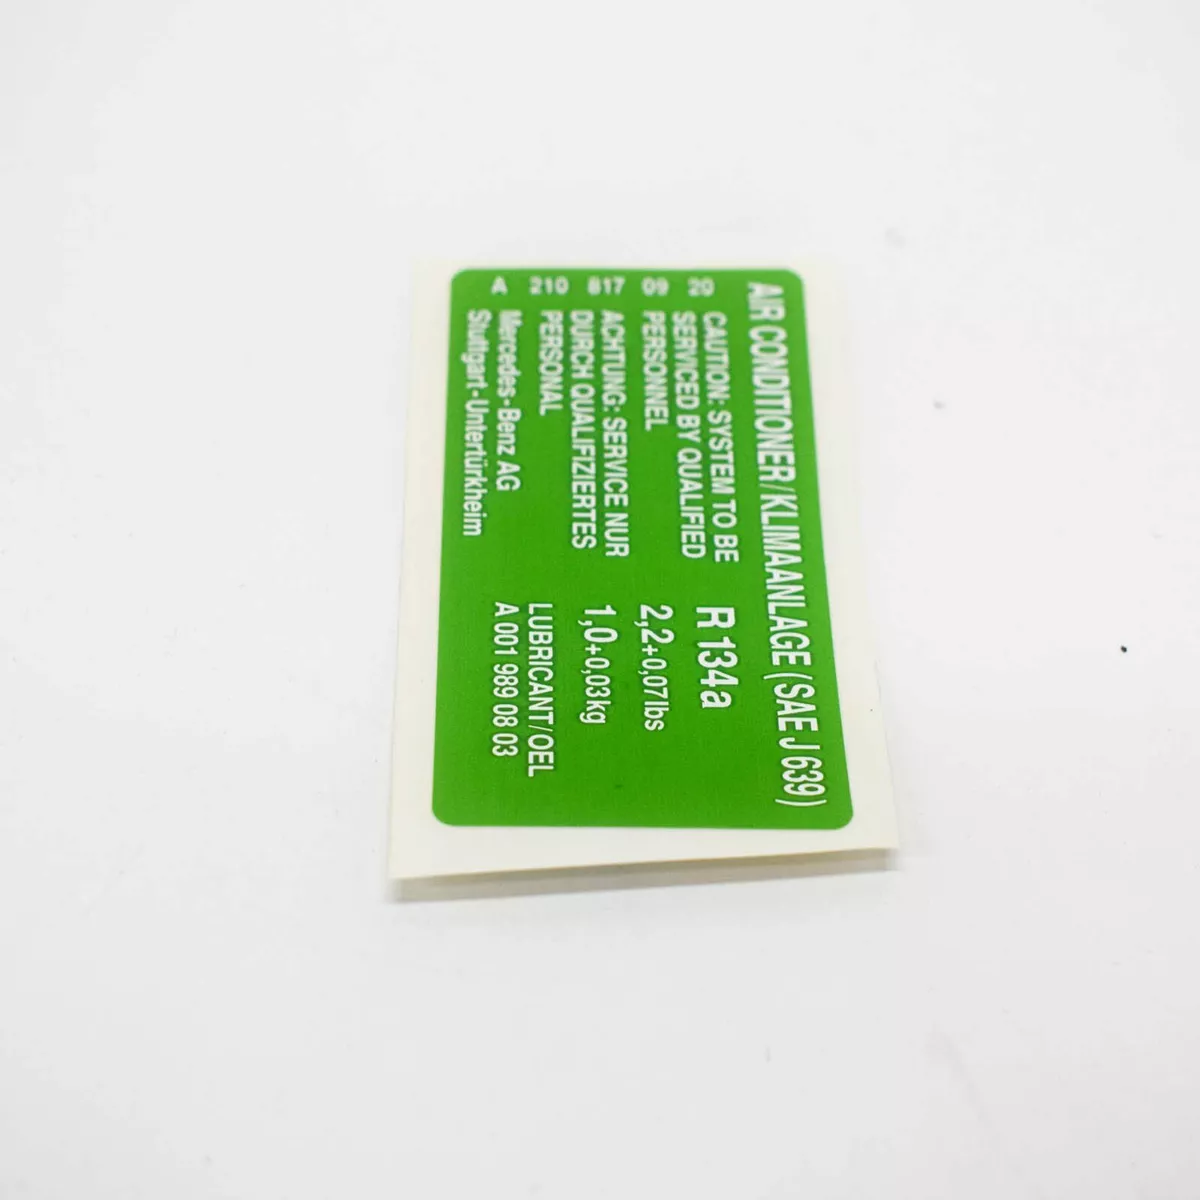 AIR CONDITIONER/KLIMAANLAGE (SAE J 639)
CAUTION: SYSTEM TO BE
SERVICED BY QUALIFIED
PERSONNEL
ACHTUNG: SERVICE NUR
DURCH QUALIFIZIERTES
PERSONAL
Mercedes-Benz AG
Stuttgart-Untertürkheim
R 134a
2,2+0,07lbs
1,0+0,03kg
LUBRICANT/OEL
A 001 989 08 03
A 210 817 09 20